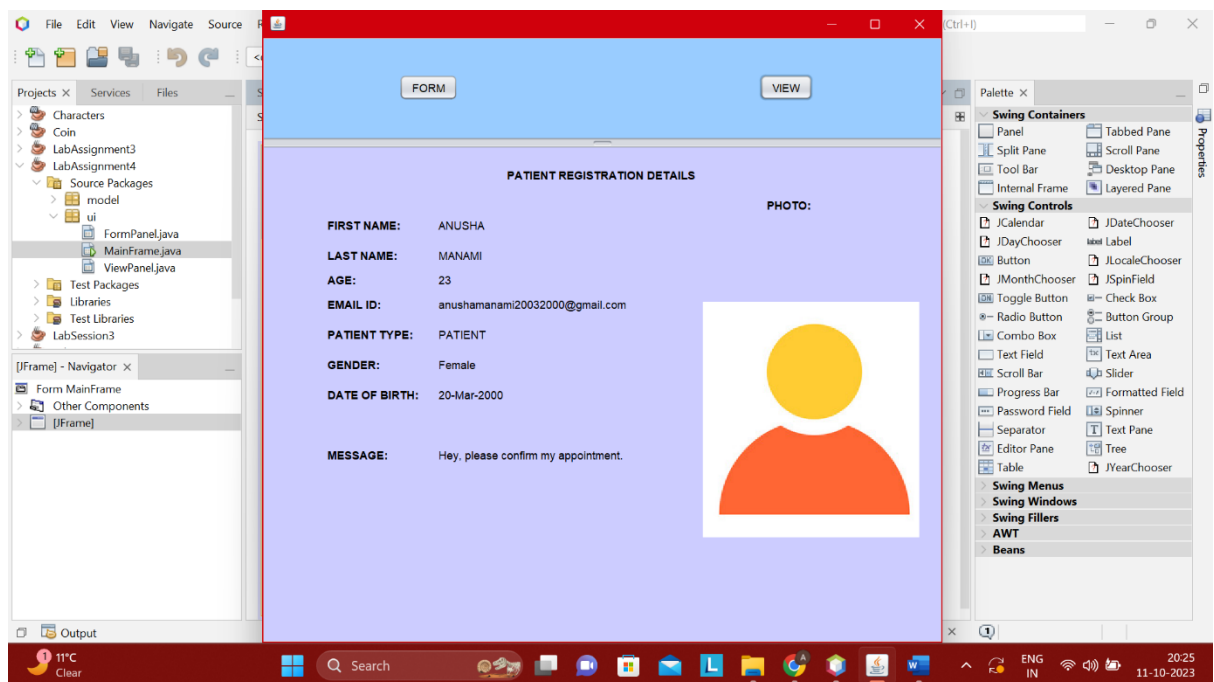 File Edit View Navigate Source
(Ctrl+I)
FORM VIEW
Projects Services Files
Characters
Coin
LabAssignment3
LabAssignment4
Source Packages
model
ui
FormPanel.java
MainFrame.java
ViewPanel.java
Test Packages
Libraries
Test Libraries
LabSession3
[JFrame] - Navigator
Form MainFrame
Other Components
[JFrame]
Output
PATIENT REGISTRATION DETAILS
PHOTO:
FIRST NAME: ANUSHA
LAST NAME: MANAMI
AGE: 23
EMAIL ID: anushamanami20032000@gmail.com
PATIENT TYPE: PATIENT
GENDER: Female
DATE OF BIRTH: 20-Mar-2000
MESSAGE: Hey, please confirm my appointment.
Palette
Swing Containers
Panel Tabbed Pane
Split Pane Scroll Pane
Tool Bar Desktop Pane
Internal Frame Layered Pane
Swing Controls
JCalendar JDateChooser
JDayChooser label Label
OK Button JLocaleChooser
JMonthChooser JSpinField
ON Toggle Button Check Box
Radio Button Button Group
Combo Box List
Text Field Text Area
Scroll Bar Slider
Progress Bar Formatted Field
Password Field Spinner
Separator Text Pane
Editor Pane Tree
Table JYearChooser
Swing Menus
Swing Windows
Swing Fillers
AWT
Beans
Properties
1
1
11°C
Clear
Search
ENG
IN
20:25
11-10-2023